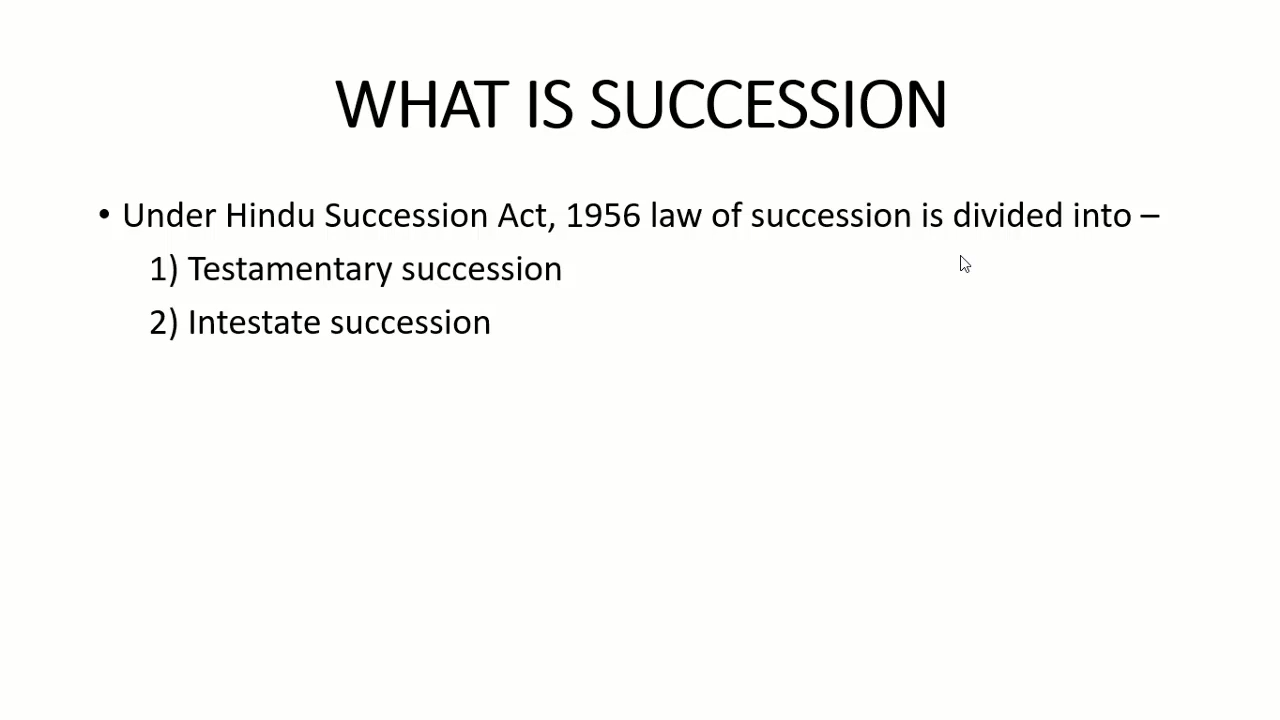 WHAT IS SUCCESSION
• Under Hindu Succession Act, 1956 law of succession is divided into –
1) Testamentary succession
2) Intestate succession